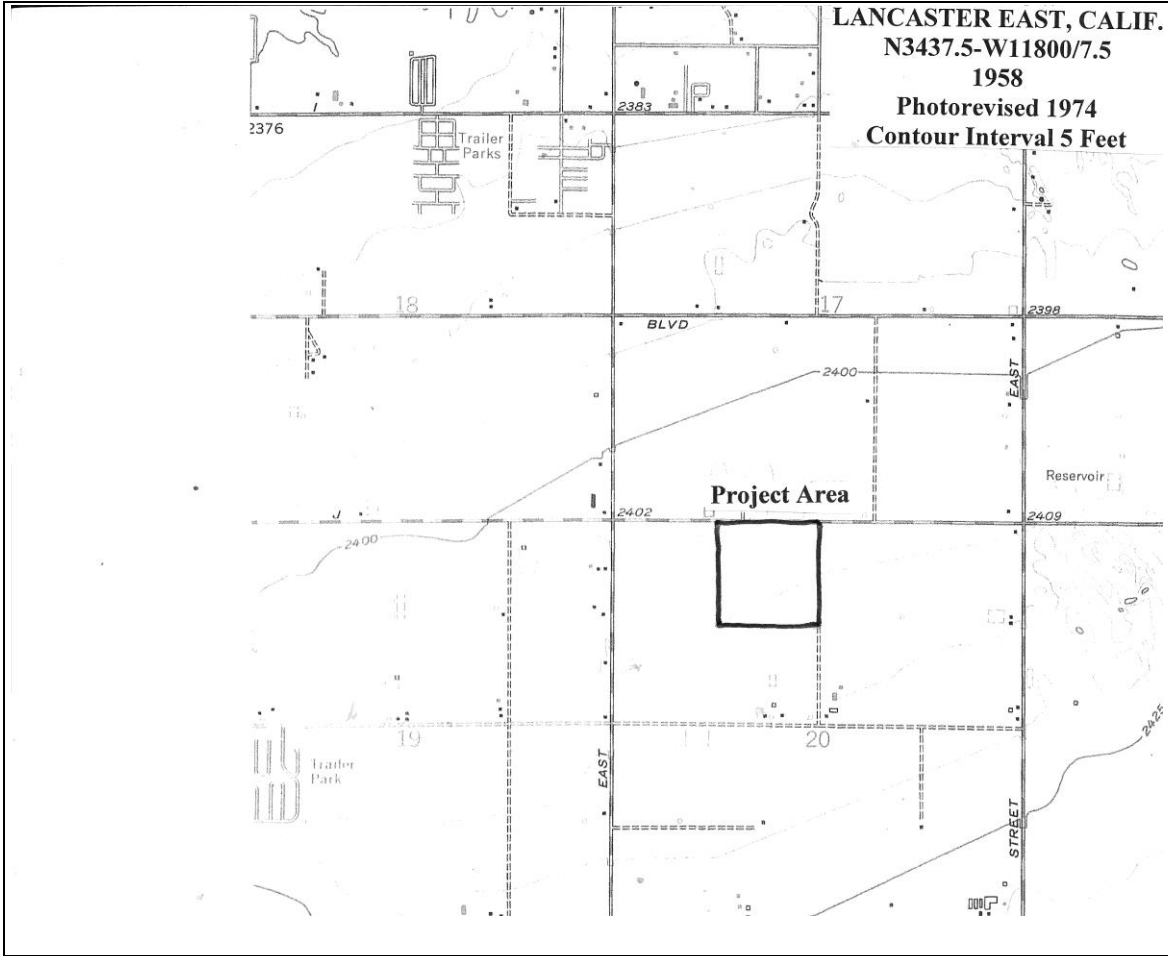 LANCASTER EAST, CALIF.
N3437.5-W11800/7.5
1958
Photorevised 1974
Contour Interval 5 Feet
I
2383
2376
Trailer
Parks
18
17
2398
BLVD
2400
EAST
Reservoir
Project Area
J
2402
2409
2400
19
20
2425
Trailer
Park
EAST
STREET